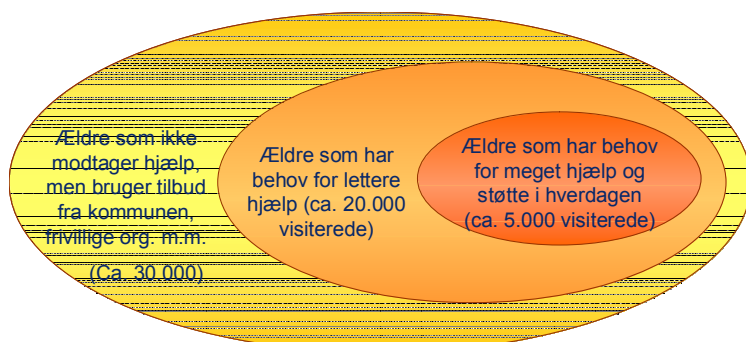 Ældre som ikke
modtager hjælp,
men bruger tilbud
fra kommunen,
frivillige org. m.m.
(Ca. 30.000)
Ældre som har
behov for lettere
hjælp (ca. 20.000
visiterede)
Ældre som har behov
for meget hjælp og
støtte i hverdagen
(ca. 5.000 visiterede)